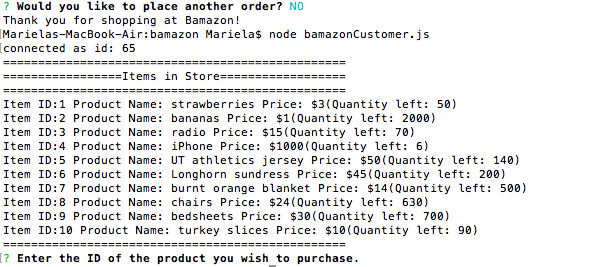 ? Would you like to place another order? NO
Thank you for shopping at Bamazon!
Marielas-MacBook-Air:bamazon Mariela$ node bamazonCustomer.js
[connected as id: 65
==================================================
=================Items in Store==================
==================================================
Item ID:1 Product Name: strawberries Price: $3(Quantity left: 50)
Item ID:2 Product Name: bananas Price: $1(Quantity left: 2000)
Item ID:3 Product Name: radio Price: $15(Quantity left: 70)
Item ID:4 Product Name: iPhone Price: $1000(Quantity left: 6)
Item ID:5 Product Name: UT athletics jersey Price: $50(Quantity left: 140)
Item ID:6 Product Name: Longhorn sundress Price: $45(Quantity left: 200)
Item ID:7 Product Name: burnt orange blanket Price: $14(Quantity left: 500)
Item ID:8 Product Name: chairs Price: $24(Quantity left: 630)
Item ID:9 Product Name: bedsheets Price: $30(Quantity left: 700)
Item ID:10 Product Name: turkey slices Price: $10(Quantity left: 90)
==================================================
[? Enter the ID of the product you wish to purchase.